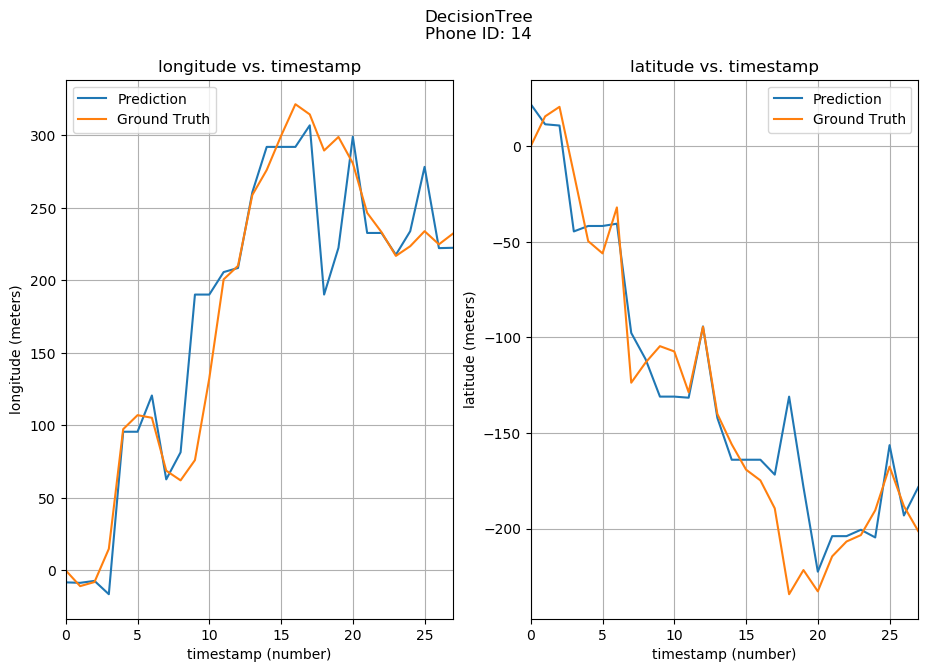 DecisionTree
Phone ID: 14
longitude vs. timestamp
Prediction
Ground Truth
300
250
200
150
100
50
0
0 5 10 15 20 25
longitude (meters)
timestamp (number)
latitude vs. timestamp
Prediction
Ground Truth
0
−50
−100
−150
−200
0 5 10 15 20 25
latitude (meters)
timestamp (number)